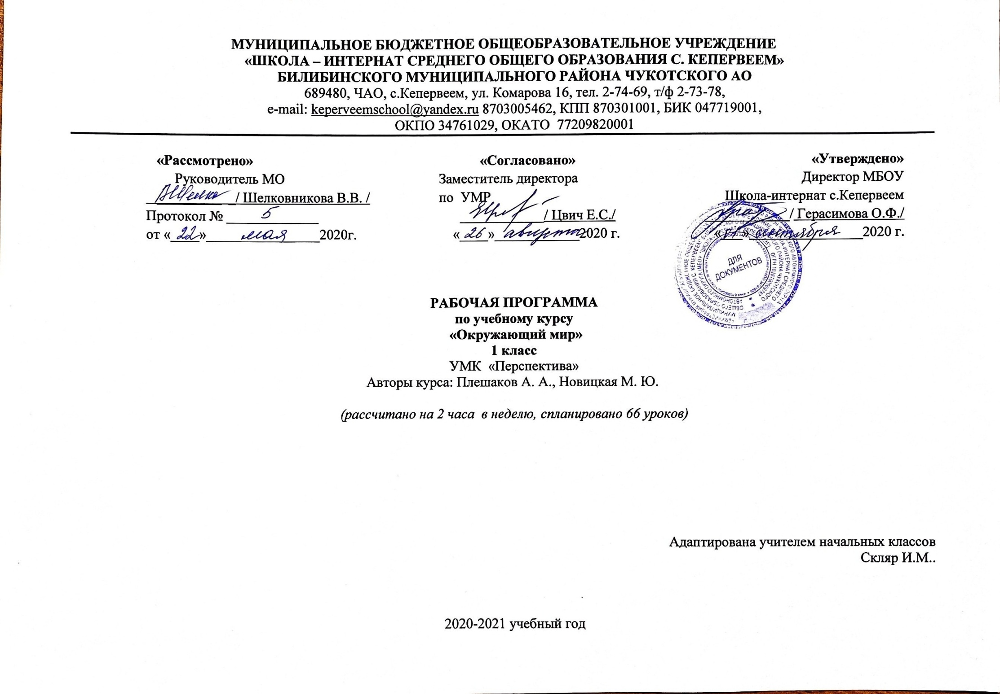 МУНИЦИПАЛЬНОЕ БЮДЖЕТНОЕ ОБЩЕОБРАЗОВАТЕЛЬНОЕ УЧРЕЖДЕНИЕ
«ШКОЛА – ИНТЕРНАТ СРЕДНЕГО ОБЩЕГО ОБРАЗОВАНИЯ С. КЕПЕРВЕЕМ»
БИЛИБИНСКОГО МУНИЦИПАЛЬНОГО РАЙОНА ЧУКОТСКОГО АО
689480, ЧАО, с.Кепервеем, ул. Комарова 16, тел. 2-74-69, т/ф 2-73-78,
e-mail: keperveemschool@yandex.ru 8703005462, КПП 870301001, БИК 047719001,
ОКПО 34761029, ОКАТО 77209820001
«Рассмотрено»
Руководитель МО
/ Шелковникова В.В. /
Протокол № 5
от «22» мая 2020г.
«Согласовано»
Заместитель директора
по УМР
/ Цвич Е.С./
«26» августа 2020 г.
«Утверждено»
Директор МБОУ
Школа-интернат с.Кепервеем
/ Герасимова О.Ф./
« » сентября 2020 г.
ДЛЯ
ДОКУМЕНТОВ
РАБОЧАЯ ПРОГРАММА
по учебному курсу
«Окружающий мир»
1 класс
УМК «Перспектива»
Авторы курса: Плешаков А. А., Новицкая М. Ю.
(рассчитано на 2 часа в неделю, спланировано 66 уроков)
Адаптирована учителем начальных классов
Скляр И.М..
2020-2021 учебный год